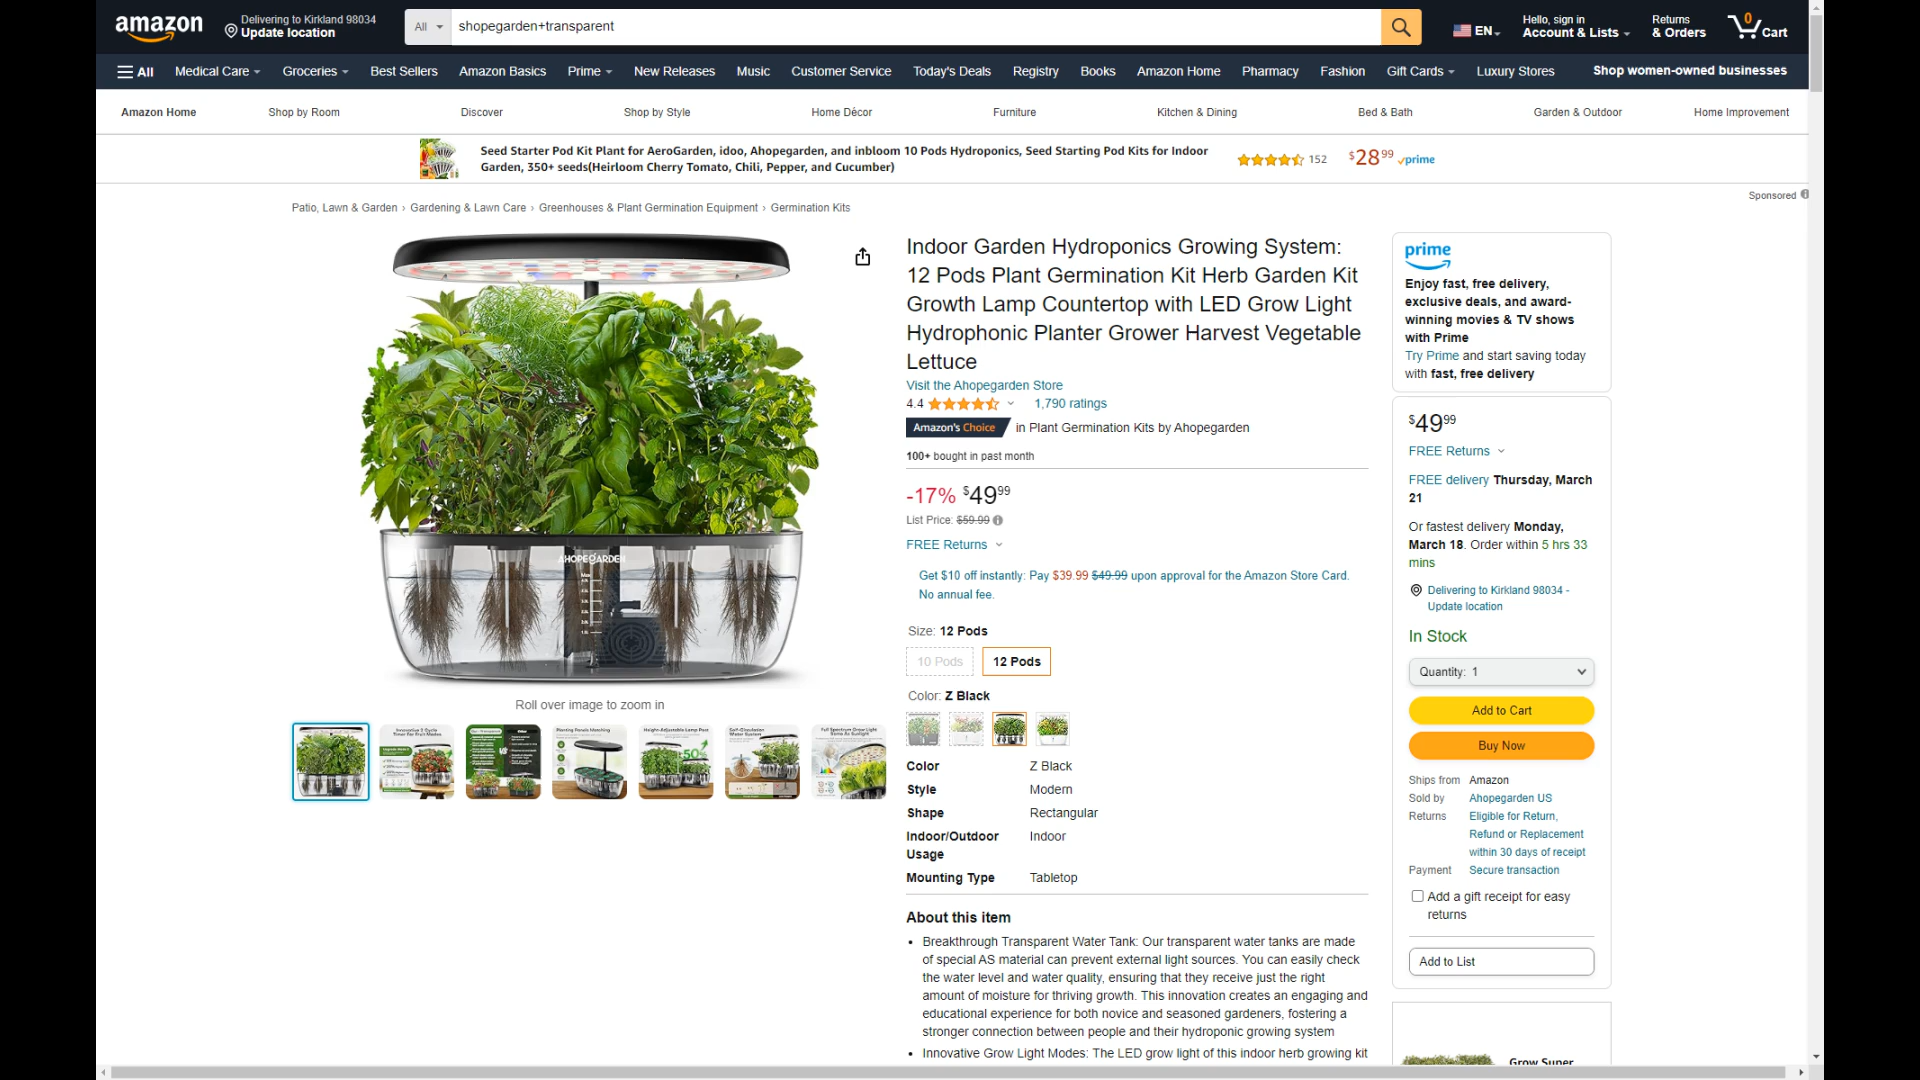 amazon
Delivering to Kirkland 98034
Update location
All
shopegarden+transparent
EN
Hello, sign in
Account & Lists
Returns
& Orders
0
Cart
All
Medical Care
Groceries
Best Sellers
Amazon Basics
Prime
New Releases
Music
Customer Service
Today's Deals
Registry
Books
Amazon Home
Pharmacy
Fashion
Gift Cards
Luxury Stores
Shop women-owned businesses
Amazon Home
Shop by Room
Discover
Shop by Style
Home Décor
Furniture
Kitchen & Dining
Bed & Bath
Garden & Outdoor
Home Improvement
Seed Starter Pod Kit Plant for AeroGarden, idoo, Ahopegarden, and inbloom 10 Pods Hydroponics, Seed Starting Pod Kits for Indoor
Garden, 350+ seeds(Heirloom Cherry Tomato, Chili, Pepper, and Cucumber)
152
$28 99
prime
Sponsored
Patio, Lawn & Garden › Gardening & Lawn Care › Greenhouses & Plant Germination Equipment › Germination Kits
AHOPEGARDEN
Roll over image to zoom in
Height-Adjustable Lamp Post
50%
Self-Circulation
Water System
Full Spectrum Grow Light
Indoor Garden Hydroponics Growing System:
12 Pods Plant Germination Kit Herb Garden Kit
Growth Lamp Countertop with LED Grow Light
Hydrophonic Planter Grower Harvest Vegetable
Lettuce
Visit the Ahopegarden Store
4.4
1,790 ratings
Amazon's Choice
in Plant Germination Kits by Ahopegarden
100+ bought in past month
-17% $49 99
List Price: $59.99
FREE Returns
Get $10 off instantly: Pay $39.99 $49.99 upon approval for the Amazon Store Card.
No annual fee.
Size: 12 Pods
10 Pods
12 Pods
Color: Z Black
Color Z Black
Style Modern
Shape Rectangular
Indoor/Outdoor Indoor
Usage
Mounting Type Tabletop
About this item
• Breakthrough Transparent Water Tank: Our transparent water tanks are made
of special AS material can prevent external light sources. You can easily check
the water level and water quality, ensuring that they receive just the right
amount of moisture for thriving growth. This innovation creates an engaging and
educational experience for both novice and seasoned gardeners, fostering a
stronger connection between people and their hydroponic growing system
• Innovative Grow Light Modes: The LED grow light of this indoor herb growing kit
prime
Enjoy fast, free delivery,
exclusive deals, and award-
winning movies & TV shows
with Prime
Try Prime and start saving today
with fast, free delivery
$49 99
FREE Returns
FREE delivery Thursday, March
21
Or fastest delivery Monday,
March 18. Order within 5 hrs 33
mins
Delivering to Kirkland 98034 -
Update location
In Stock
Quantity: 1
Add to Cart
Buy Now
Ships from Amazon
Sold by Ahopegarden US
Returns Eligible for Return,
Refund or Replacement
within 30 days of receipt
Payment Secure transaction
Add a gift receipt for easy
returns
Add to List
Grow Super